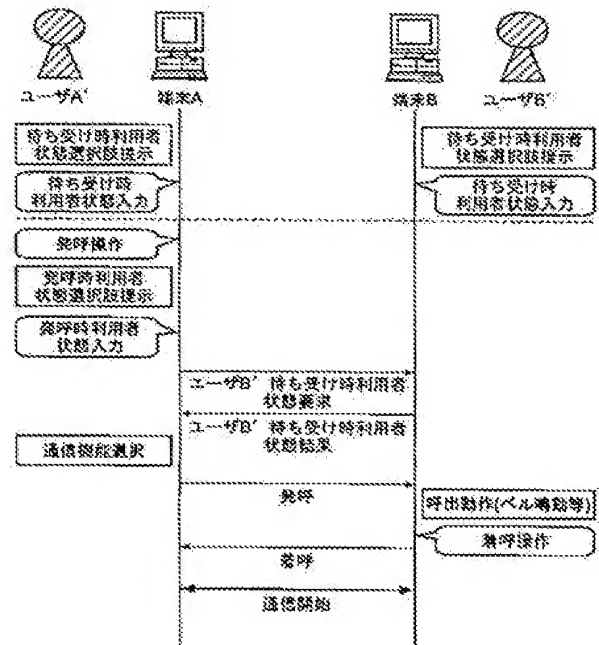 ユーザA'
端末A
端末B
ユーザB'
待ち受け時利用者
状態選択肢提示
待ち受け時利用者
状態選択肢提示
待ち受け時
利用者状態入力
待ち受け時
利用者状態入力
発呼操作
発呼時利用者
状態選択肢提示
発呼時利用者
状態入力
ユーザB' 待ち受け時利用者
状態要求
ユーザB' 待ち受け時利用者
状態結果
通信機能選択
発呼
呼出動作(ベル鳴動等)
着呼操作
着呼
通信開始